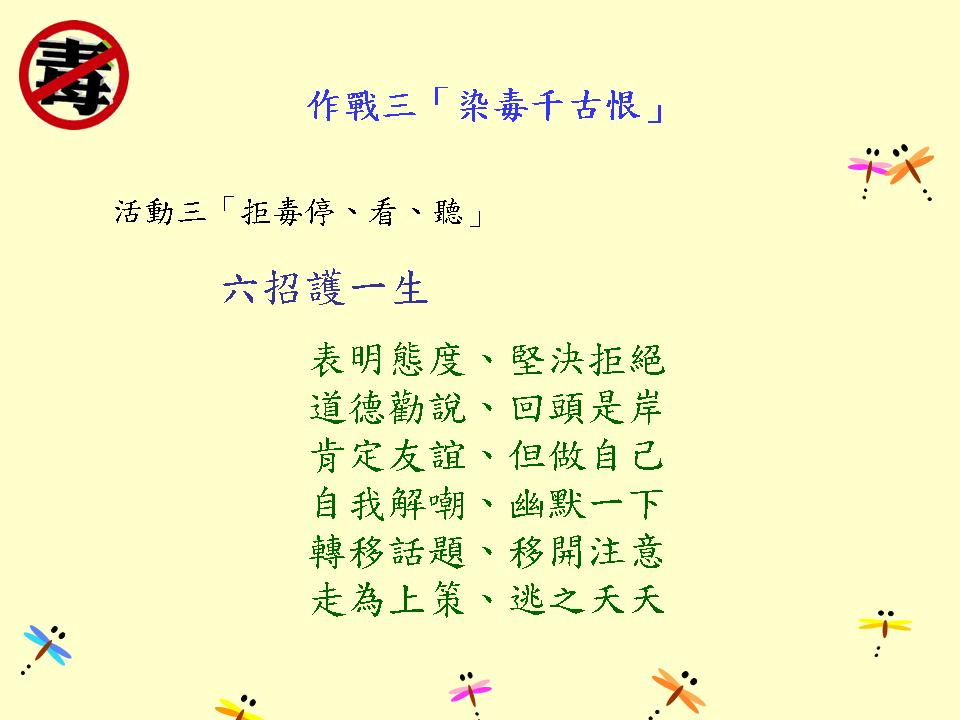 毒
作戰三「染毒千古恨」
活動三「拒毒停、看、聽」
六招護一生
表明態度、堅決拒絕
道德勸說、回頭是岸
肯定友誼、但做自己
自我解嘲、幽默一下
轉移話題、移開注意
走為上策、逃之夭夭